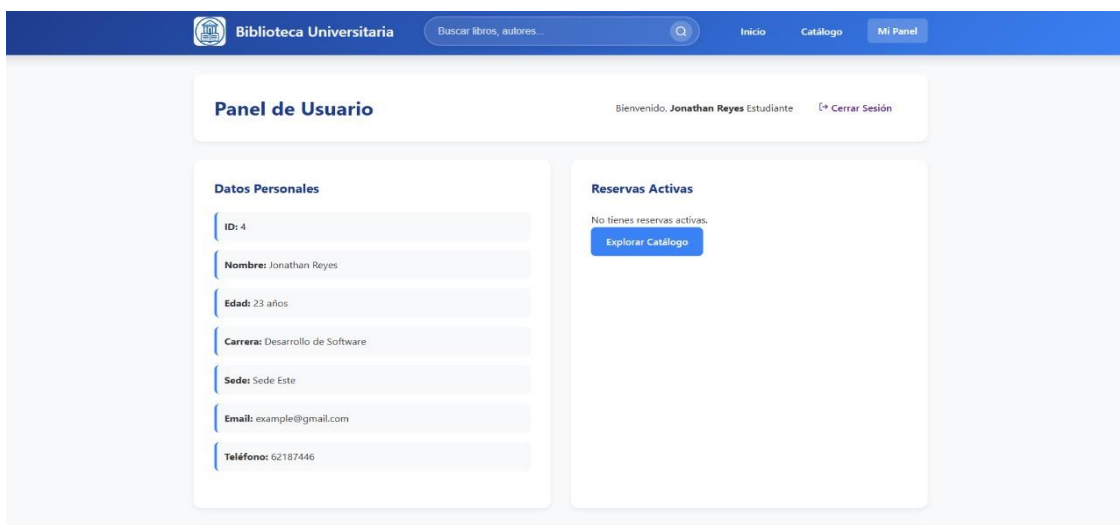 Biblioteca Universitaria
Buscar libros, autores...
Inicio
Catálogo
Mi Panel
Panel de Usuario
Bienvenido, Jonathan Reyes Estudiante
Cerrar Sesión
Datos Personales
ID: 4
Nombre: Jonathan Reyes
Edad: 23 años
Carrera: Desarrollo de Software
Sede: Sede Este
Email: example@gmail.com
Teléfono: 62187446
Reservas Activas
No tienes reservas activas.
Explorar Catálogo